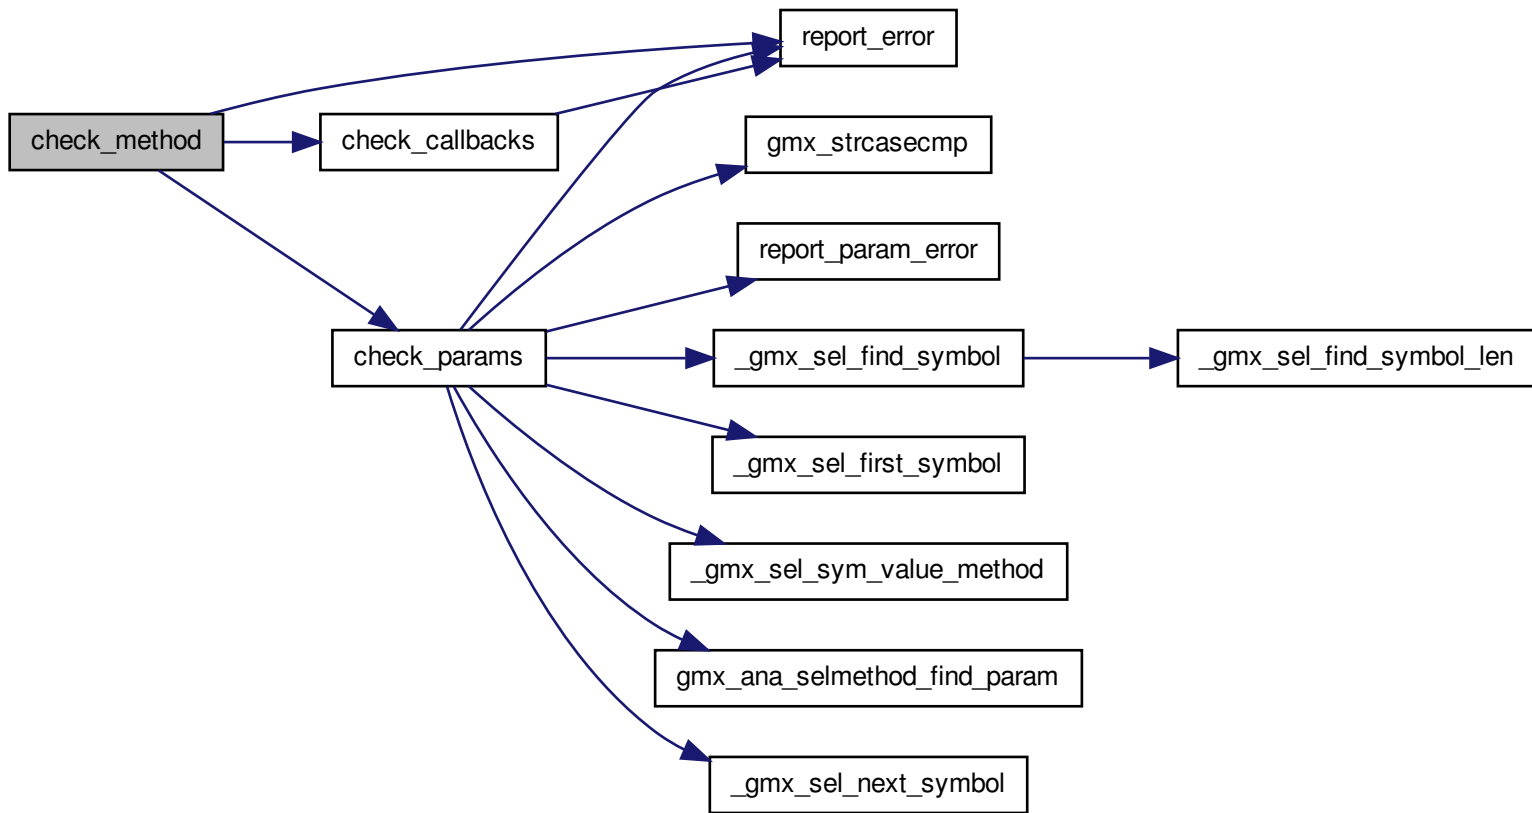 report_error
check_method
check_callbacks
gmx_strcasecmp
report_param_error
check_params
_gmx_sel_find_symbol
_gmx_sel_find_symbol_len
_gmx_sel_first_symbol
_gmx_sel_sym_value_method
gmx_ana_selmethod_find_param
_gmx_sel_next_symbol